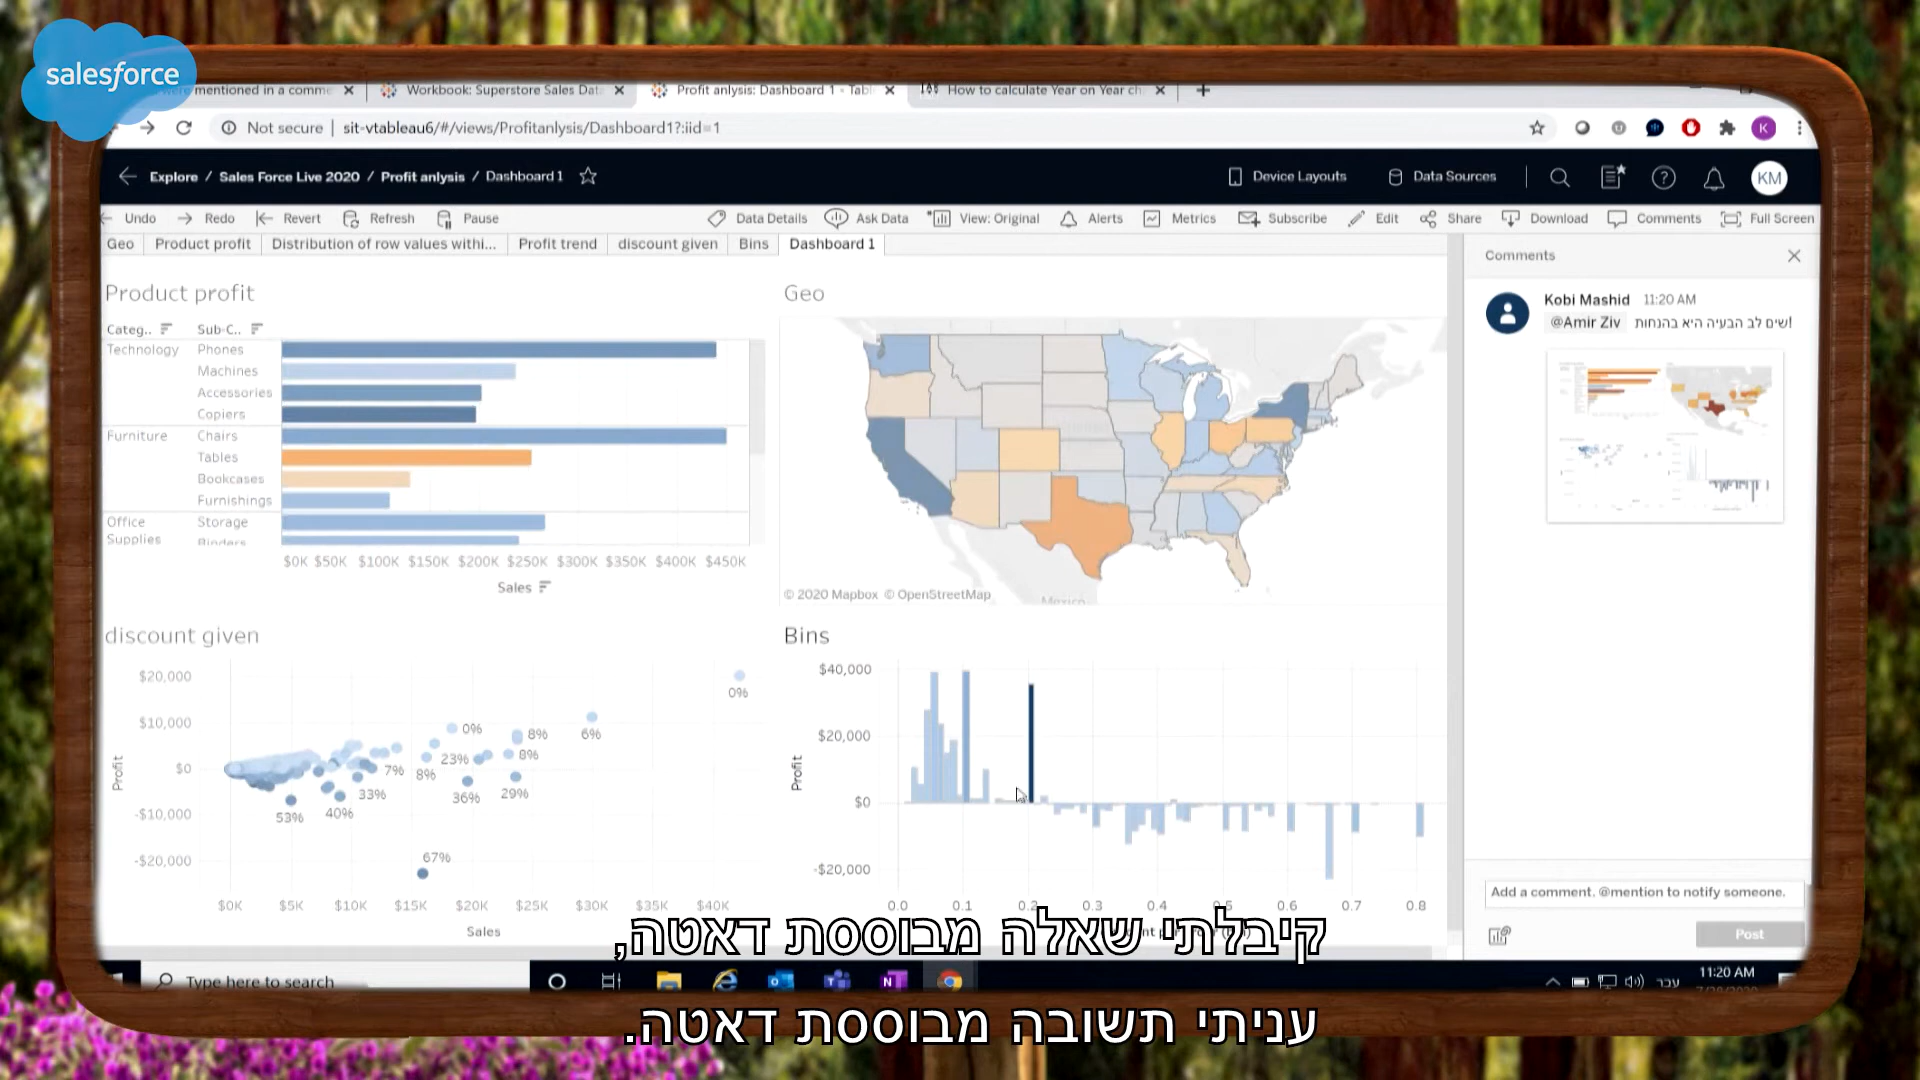 salesforce
were mentioned in a comme
Workbook: Superstore Sales Data
Profit anlysis: Dashboard 1 - Tabl
How to calculate Year on Year ch
Not secure
sit-vtableau6/#/views/Profitanlysis/Dashboard1?:iid=1
K
Explore / Sales Force Live 2020 / Profit anlysis / Dashboard 1
Device Layouts
Data Sources
KM
Undo
Redo
Revert
Refresh
Pause
Data Details
Ask Data
View: Original
Alerts
Metrics
Subscribe
Edit
Share
Download
Comments
Full Screen
Geo
Product profit
Distribution of row values withi...
Profit trend
discount given
Bins
Dashboard 1
Product profit
Categ..
Sub-C..
Technology
Phones
Machines
Accessories
Copiers
Furniture
Chairs
Tables
Bookcases
Furnishings
Office Supplies
Storage
Binders
$0K $50K $100K $150K $200K $250K $300K $350K $400K $450K
Sales
Geo
© 2020 Mapbox © OpenStreetMap
Mexico
discount given
Profit
$20,000
$10,000
$0
-$10,000
-$20,000
0%
6%
0%
8%
8%
23%
8%
7%
33%
36%
29%
53%
40%
67%
$0K $5K $10K $15K $20K $25K $30K $35K $40K
Sales
Bins
Profit
$40,000
$20,000
$0
-$20,000
0.0 0.1 0.2 0.3 0.4 0.5 0.6 0.7 0.8
Comments
Kobi Mashid 11:20 AM
@Amir Ziv שים לב הבעיה היא בהנחות!
Add a comment. @mention to notify someone.
Post
קיבלתי שאלה מבוססת דאטה,
עניתי תשובה מבוססת דאטה.
Type here to search
עבר
11:20 AM